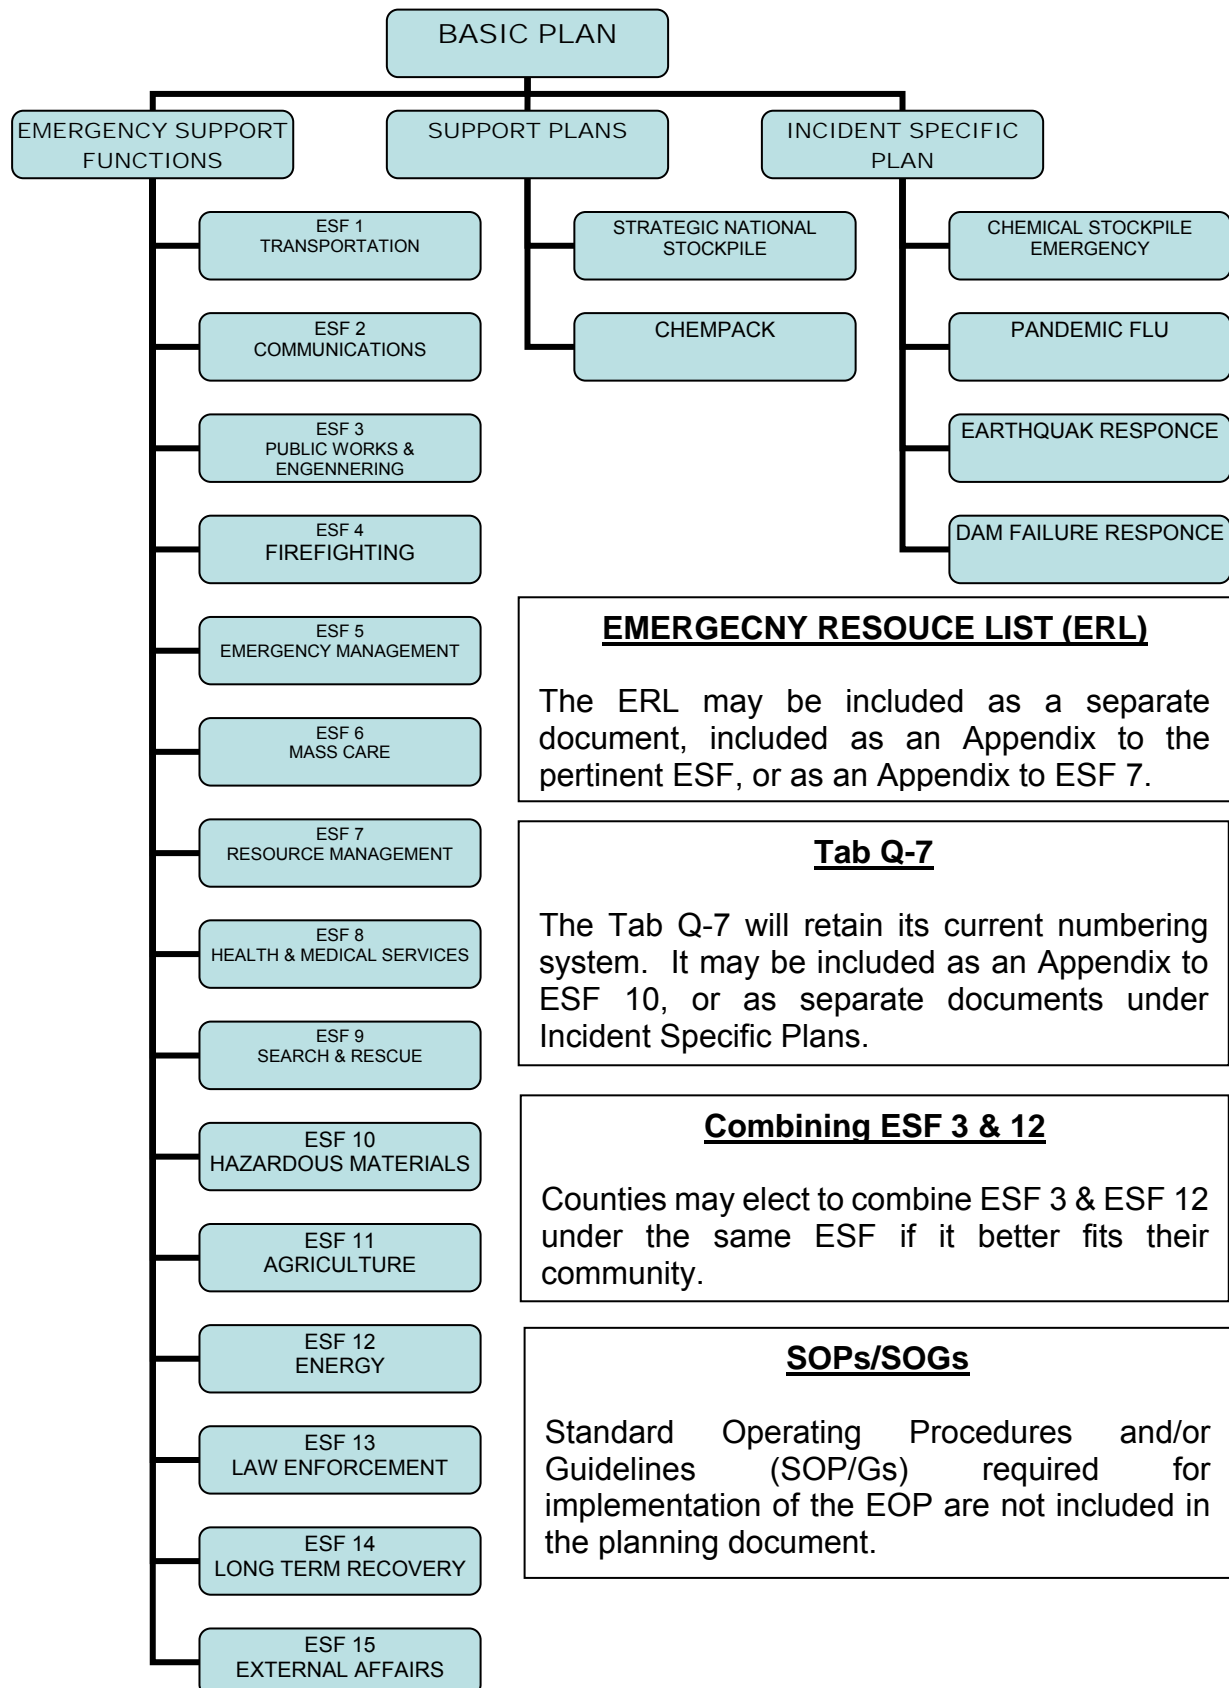 BASIC PLAN
EMERGENCY SUPPORT
FUNCTIONS
SUPPORT PLANS
INCIDENT SPECIFIC
PLAN
ESF 1
TRANSPORTATION
ESF 2
COMMUNICATIONS
ESF 3
PUBLIC WORKS &
ENGENNERING
ESF 4
FIREFIGHTING
ESF 5
EMERGENCY MANAGEMENT
ESF 6
MASS CARE
ESF 7
RESOURCE MANAGEMENT
ESF 8
HEALTH & MEDICAL SERVICES
ESF 9
SEARCH & RESCUE
ESF 10
HAZARDOUS MATERIALS
ESF 11
AGRICULTURE
ESF 12
ENERGY
ESF 13
LAW ENFORCEMENT
ESF 14
LONG TERM RECOVERY
ESF 15
EXTERNAL AFFAIRS
STRATEGIC NATIONAL
STOCKPILE
CHEMPACK
CHEMICAL STOCKPILE
EMERGENCY
PANDEMIC FLU
EARTHQUAK RESPONCE
DAM FAILURE RESPONCE
EMERGECNY RESOUCE LIST (ERL)
The ERL may be included as a separate
document, included as an Appendix to the
pertinent ESF, or as an Appendix to ESF 7.
Tab Q-7
The Tab Q-7 will retain its current numbering
system. It may be included as an Appendix to
ESF 10, or as separate documents under
Incident Specific Plans.
Combining ESF 3 & 12
Counties may elect to combine ESF 3 & ESF 12
under the same ESF if it better fits their
community.
SOPs/SOGs
Standard Operating Procedures and/or
Guidelines (SOP/Gs) required for
implementation of the EOP are not included in
the planning document.